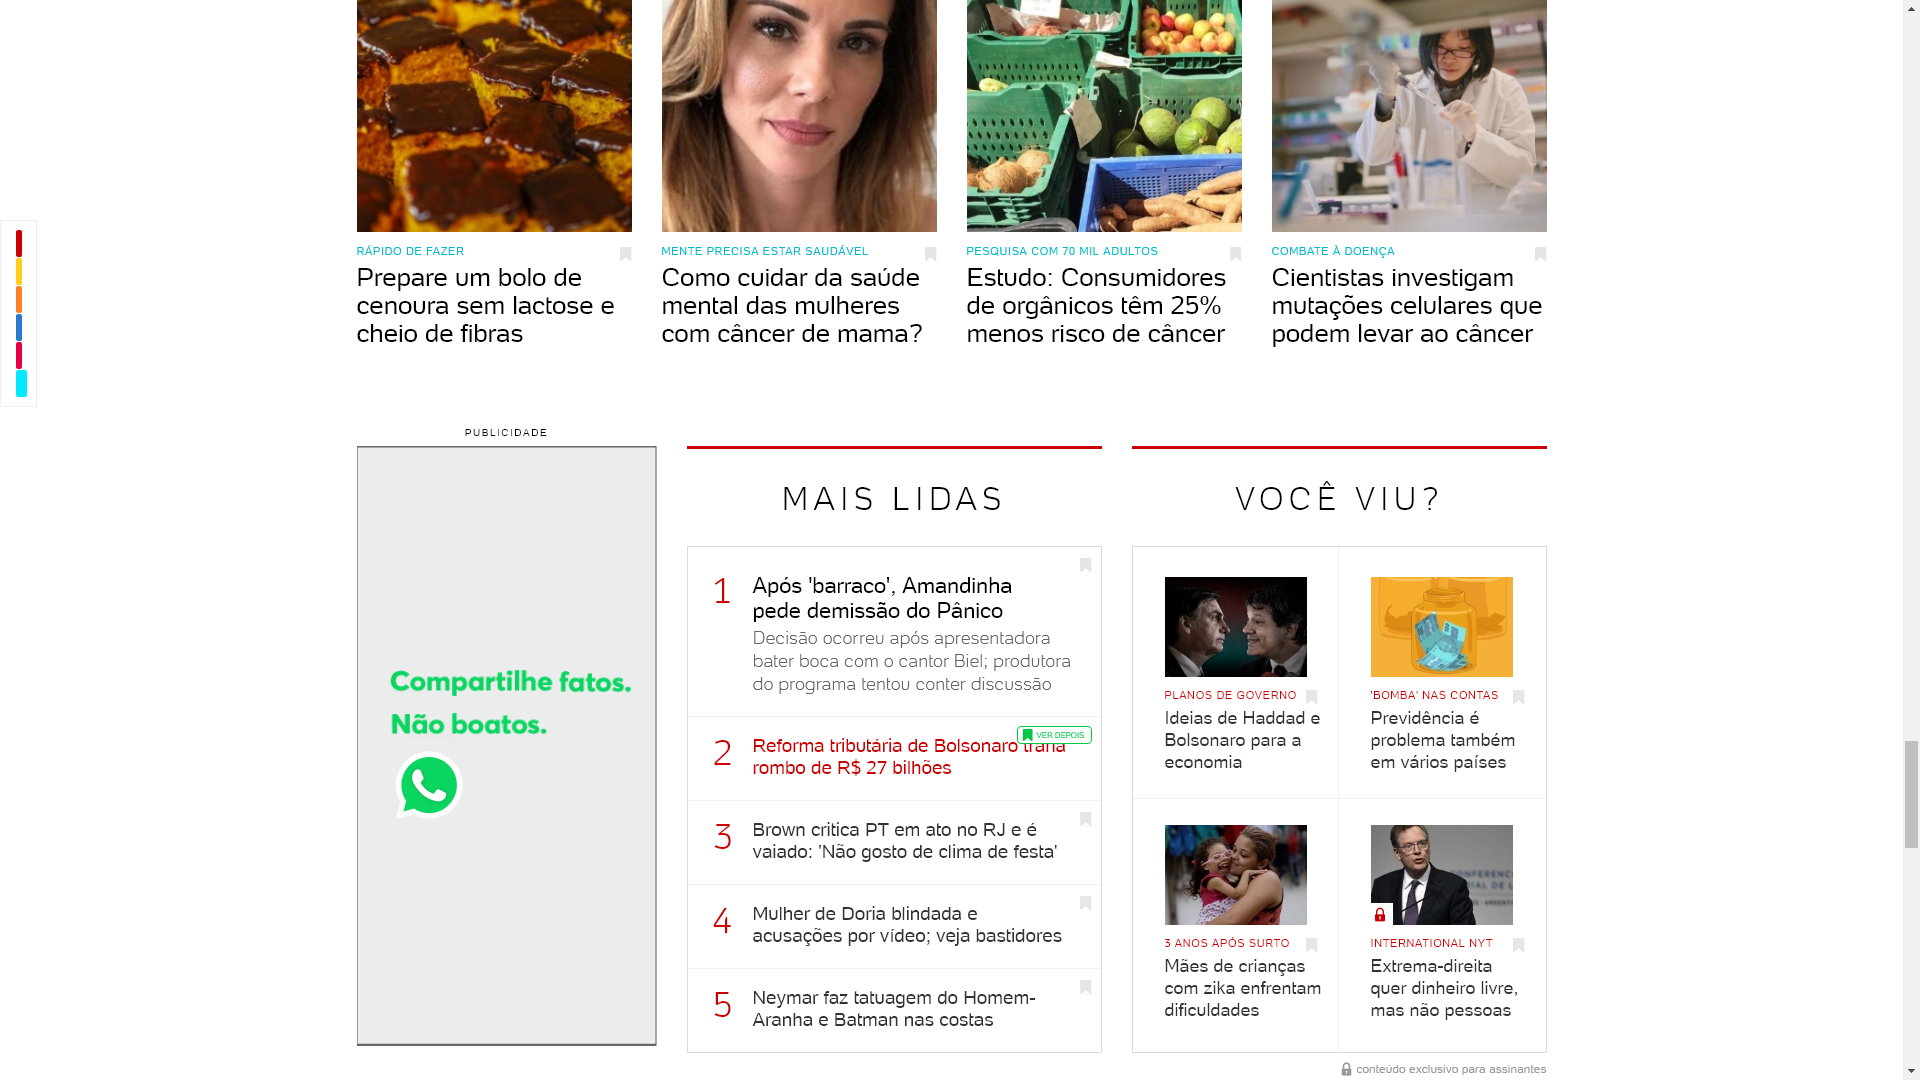 RÁPIDO DE FAZER
Prepare um bolo de
cenoura sem lactose e
cheio de fibras
MENTE PRECISA ESTAR SAUDÁVEL
Como cuidar da saúde
mental das mulheres
com câncer de mama?
PESQUISA COM 70 MIL ADULTOS
Estudo: Consumidores
de orgânicos têm 25%
menos risco de câncer
COMBATE À DOENÇA
Cientistas investigam
mutações celulares que
podem levar ao câncer
PUBLICIDADE
Compartilhe fatos.
Não boatos.
MAIS LIDAS
1
Após 'barraco', Amandinha
pede demissão do Pânico
Decisão ocorreu após apresentadora
bater boca com o cantor Biel; produtora
do programa tentou conter discussão
VER DEPOIS
2
Reforma tributária de Bolsonaro traria
rombo de R$ 27 bilhões
3
Brown critica PT em ato no RJ e é
vaiado: 'Não gosto de clima de festa'
4
Mulher de Doria blindada e
acusações por vídeo; veja bastidores
5
Neymar faz tatuagem do Homem-
Aranha e Batman nas costas
VOCÊ VIU?
PLANOS DE GOVERNO
Ideias de Haddad e
Bolsonaro para a
economia
'BOMBA' NAS CONTAS
Previdência é
problema também
em vários países
3 ANOS APÓS SURTO
Mães de crianças
com zika enfrentam
dificuldades
INTERNATIONAL NYT
Extrema-direita
quer dinheiro livre,
mas não pessoas
conteúdo exclusivo para assinantes